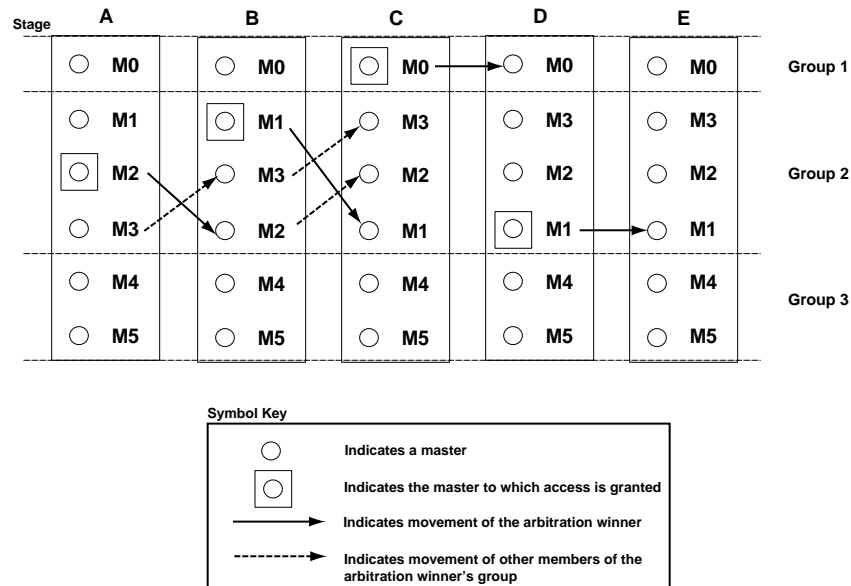 Stage A B C D E
M0 M0 M0 M0 M0 Group 1
M1 M1 M3 M3 M3
M2 M3 M2 M2 M2 Group 2
M3 M2 M1 M1 M1
M4 M4 M4 M4 M4 Group 3
M5 M5 M5 M5 M5
Symbol Key
Indicates a master
Indicates the master to which access is granted
Indicates movement of the arbitration winner
Indicates movement of other members of the
arbitration winner's group